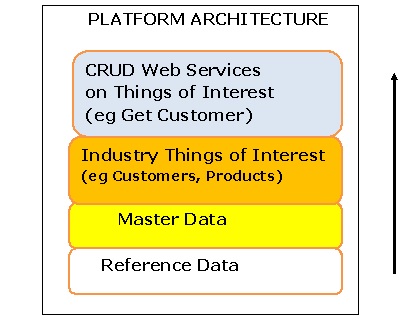 PLATFORM ARCHITECTURE
CRUD Web Services
on Things of Interest
(eg Get Customer)
Industry Things of Interest
(eg Customers, Products)
Master Data
Reference Data